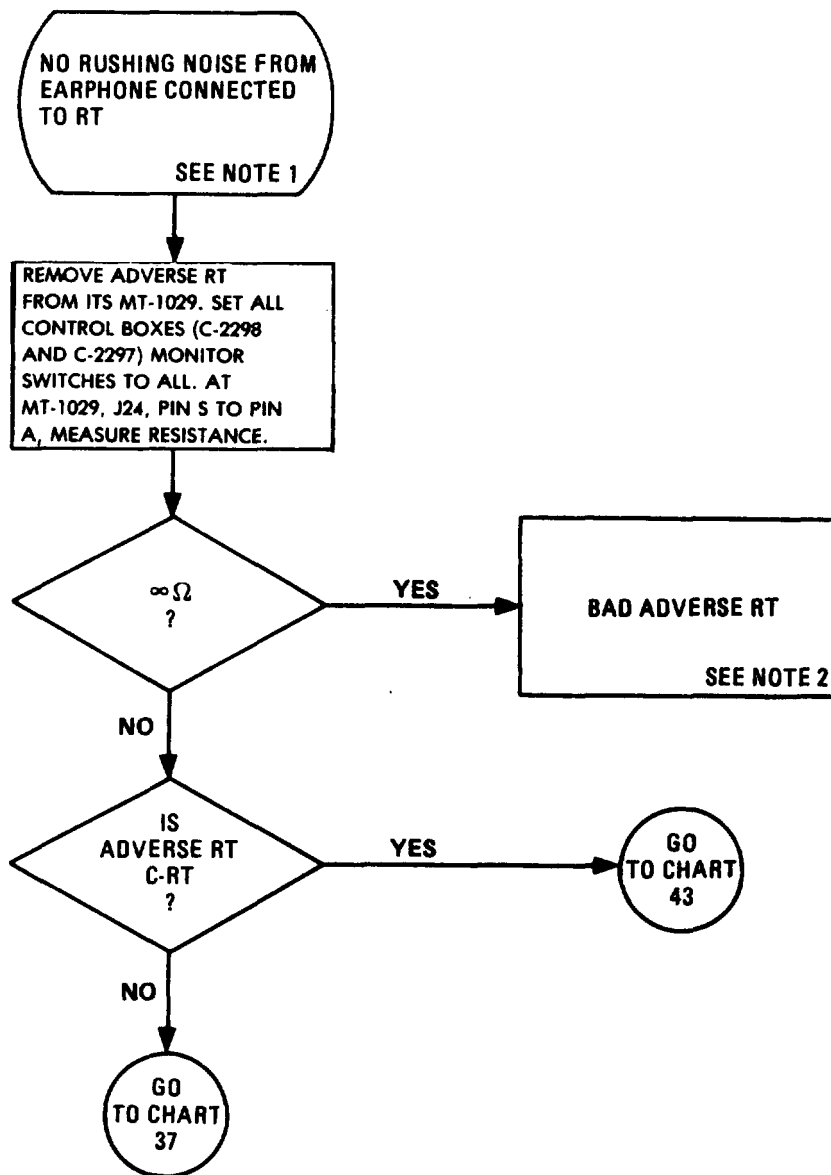 NO RUSHING NOISE FROM
EARPHONE CONNECTED
TO RT
SEE NOTE 1
REMOVE ADVERSE RT
FROM ITS MT-1029. SET ALL
CONTROL BOXES (C-2298
AND C-2297) MONITOR
SWITCHES TO ALL. AT
MT-1029, J24, PIN S TO PIN
A, MEASURE RESISTANCE.
∞ Ω
?
YES
BAD ADVERSE RT
SEE NOTE 2
NO
IS
ADVERSE RT
C-RT
?
YES
GO
TO CHART
43
NO
GO
TO CHART
37